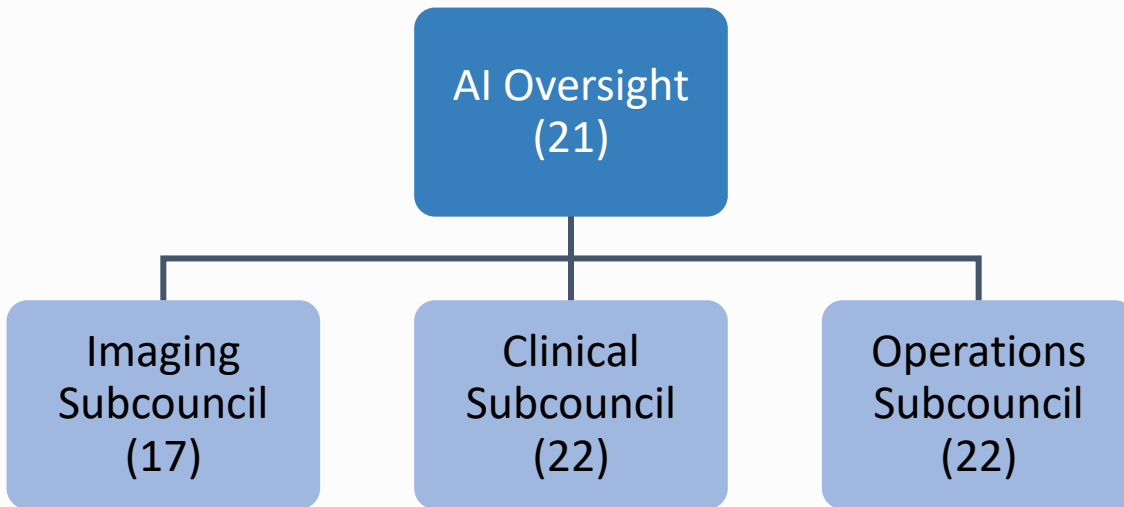 AI Oversight
(21)
Imaging
Subcouncil
(17)
Clinical
Subcouncil
(22)
Operations
Subcouncil
(22)